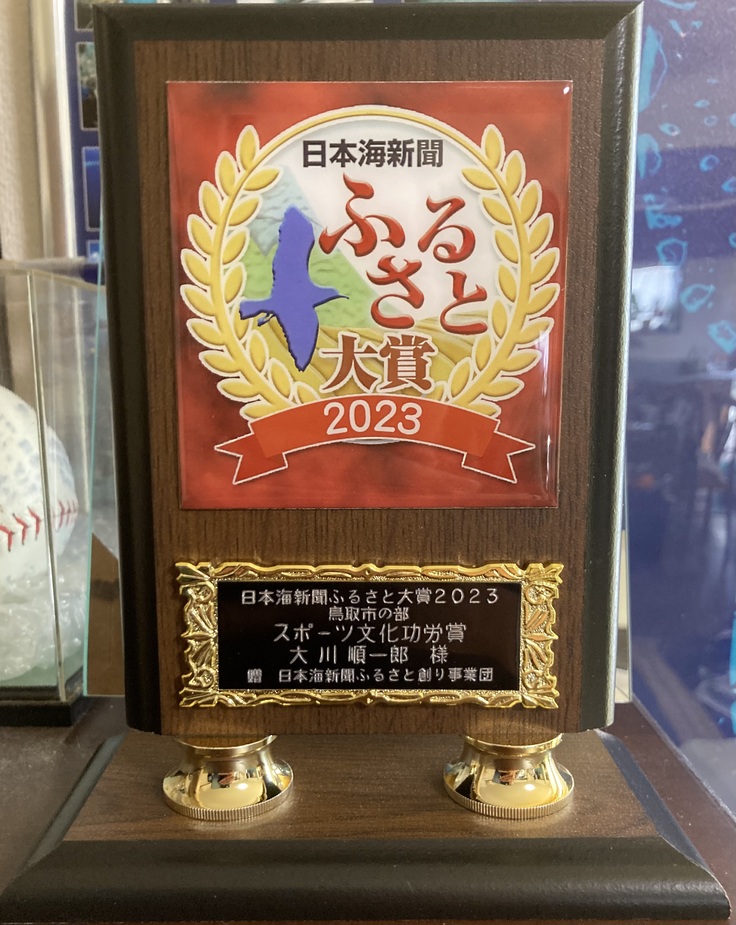 日本海新聞
ふるさと
大賞
2023
日本海新聞ふるさと大賞２０２３
鳥取市の部
スポーツ文化功労賞
大川 順一郎 様
贈 日本海新聞ふるさと創り事業団